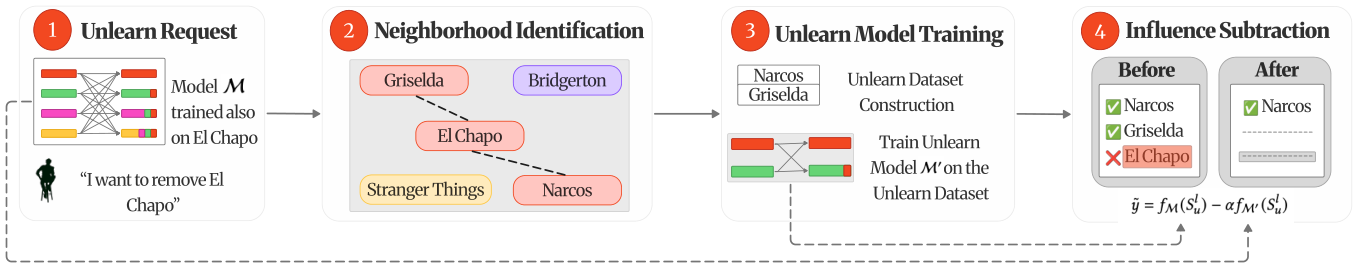 1 Unlearn Request
Model M
trained also
on El Chapo
“I want to remove El
Chapo”
2 Neighborhood Identification
Griselda
Bridgerton
El Chapo
Stranger Things
Narcos
3 Unlearn Model Training
Narcos
Griselda
Unlearn Dataset
Construction
Train Unlearn
Model M′ on the
Unlearn Dataset
4 Influence Subtraction
Before
Narcos
Griselda
El Chapo
After
Narcos
ỹ = f_M(S_u^l) − αf_M′(S_u^l)